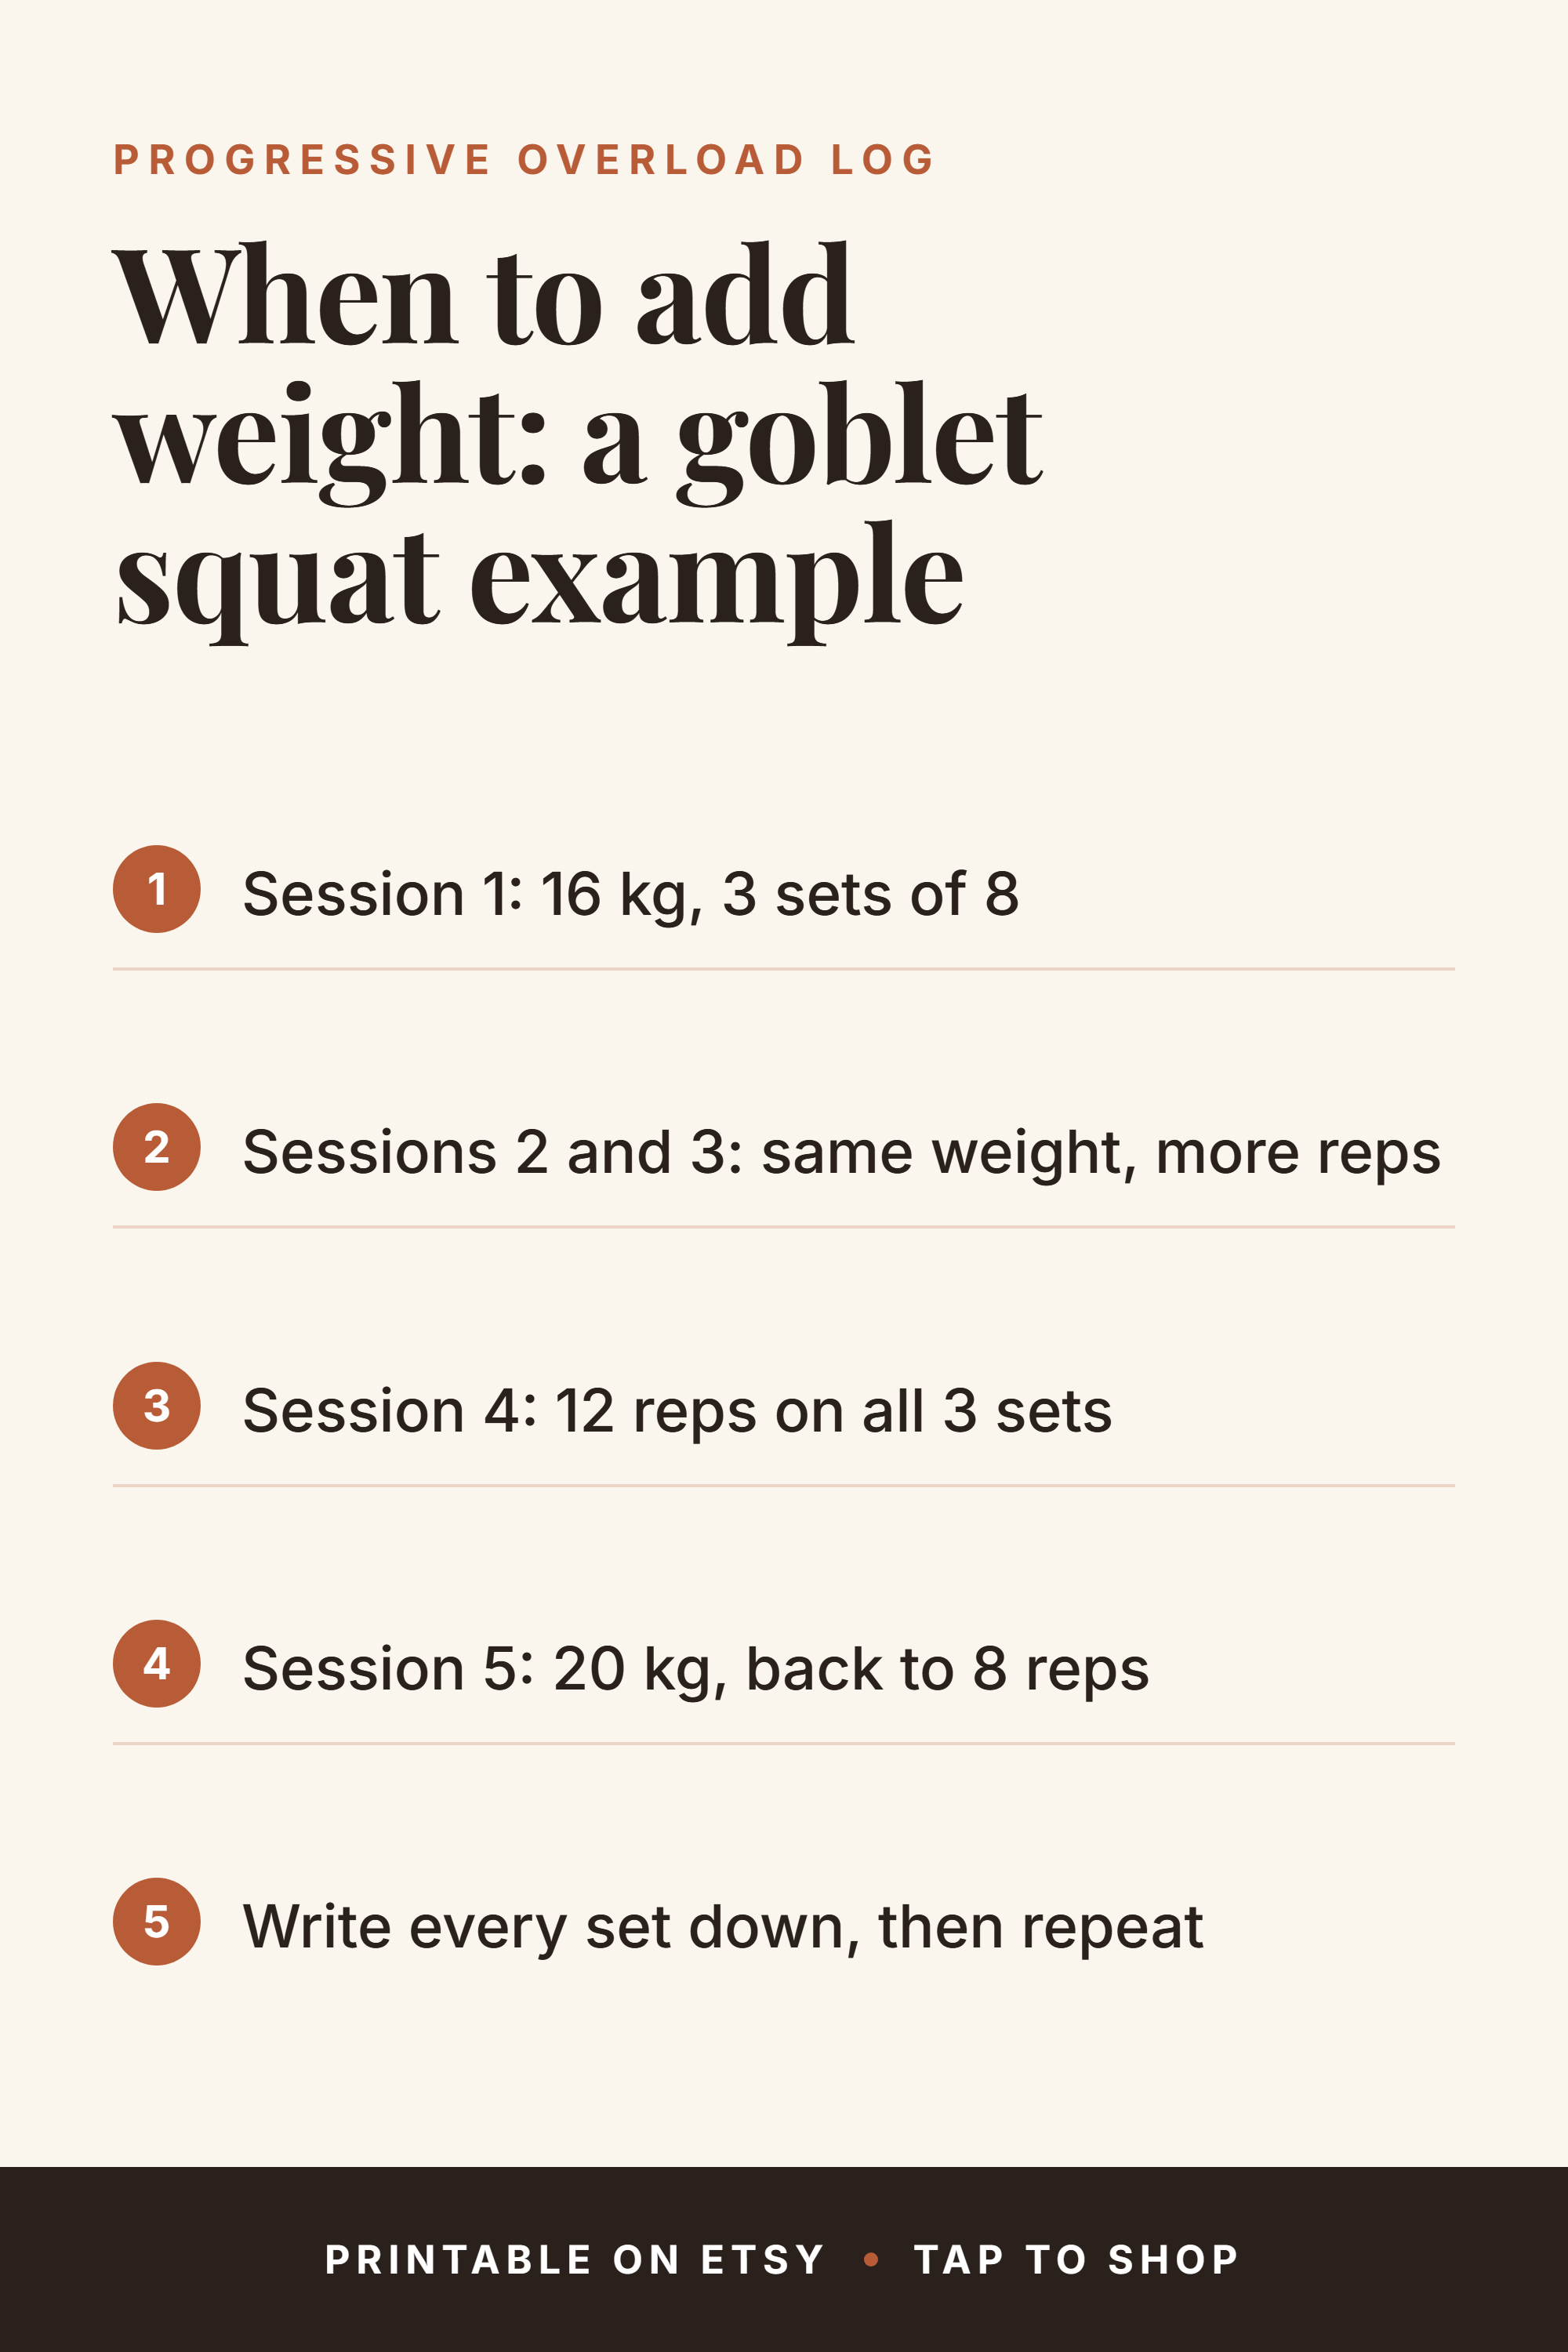 PROGRESSIVE OVERLOAD LOG
When to add
weight: a goblet
squat example
1 Session 1: 16 kg, 3 sets of 8
2 Sessions 2 and 3: same weight, more reps
3 Session 4: 12 reps on all 3 sets
4 Session 5: 20 kg, back to 8 reps
5 Write every set down, then repeat
PRINTABLE ON ETSY • TAP TO SHOP